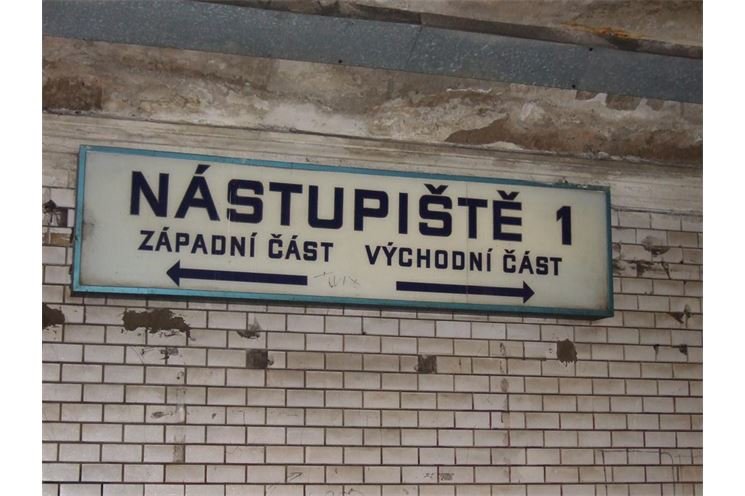 NÁSTUPIŠTĚ 1
ZÁPADNÍ ČÁST VÝCHODNÍ ČÁST